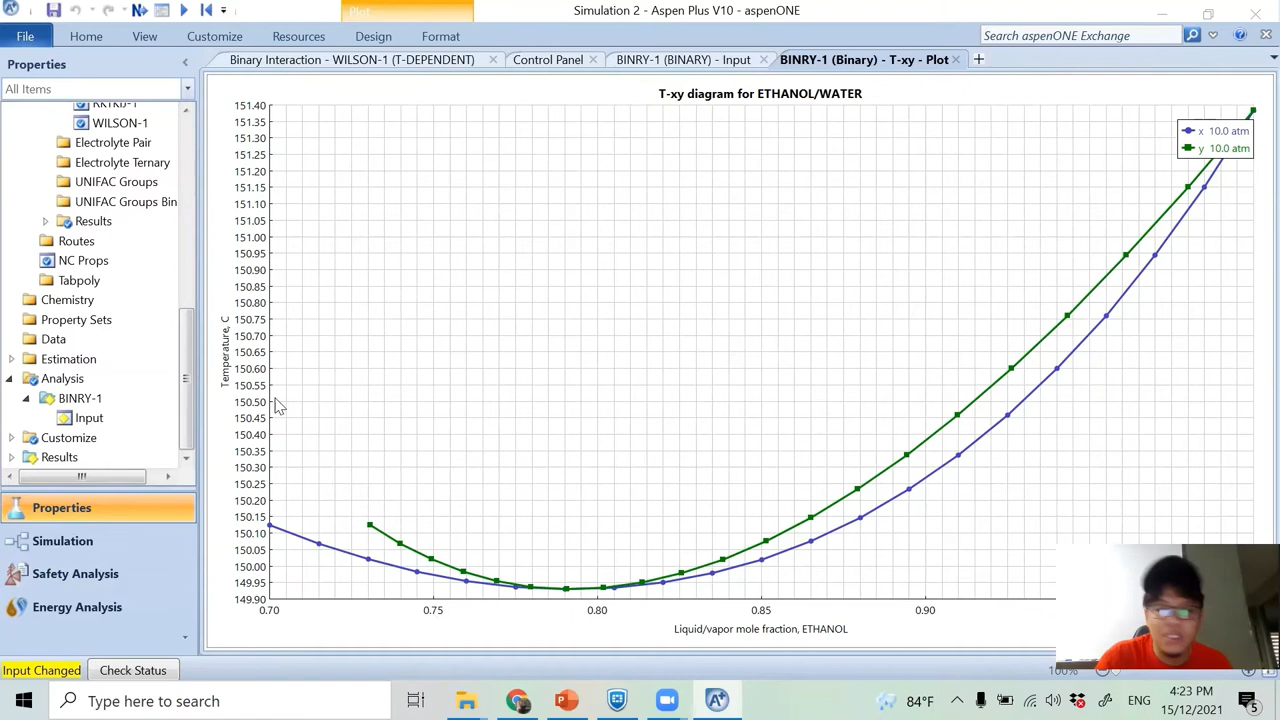 Plot
Simulation 2 - Aspen Plus V10 - aspenONE
File Home View Customize Resources Design Format
Search aspenONE Exchange
Properties
All Items
RKTKIJ-1
WILSON-1
Electrolyte Pair
Electrolyte Ternary
UNIFAC Groups
UNIFAC Groups Bin
Results
Routes
NC Props
Tabpoly
Chemistry
Property Sets
Data
Estimation
Analysis
BINRY-1
Input
Customize
Results
Properties
Simulation
Safety Analysis
Energy Analysis
Binary Interaction - WILSON-1 (T-DEPENDENT)
Control Panel
BINRY-1 (BINARY) - Input
BINRY-1 (Binary) - T-xy - Plot
T-xy diagram for ETHANOL/WATER
x 10.0 atm
y 10.0 atm
Temperature, C
151.40
151.35
151.30
151.25
151.20
151.15
151.10
151.05
151.00
150.95
150.90
150.85
150.80
150.75
150.70
150.65
150.60
150.55
150.50
150.45
150.40
150.35
150.30
150.25
150.20
150.15
150.10
150.05
150.00
149.95
149.90
0.70 0.75 0.80 0.85 0.90
Liquid/vapor mole fraction, ETHANOL
Input Changed
Check Status
100%
Type here to search
84°F
ENG
4:23 PM
15/12/2021
5